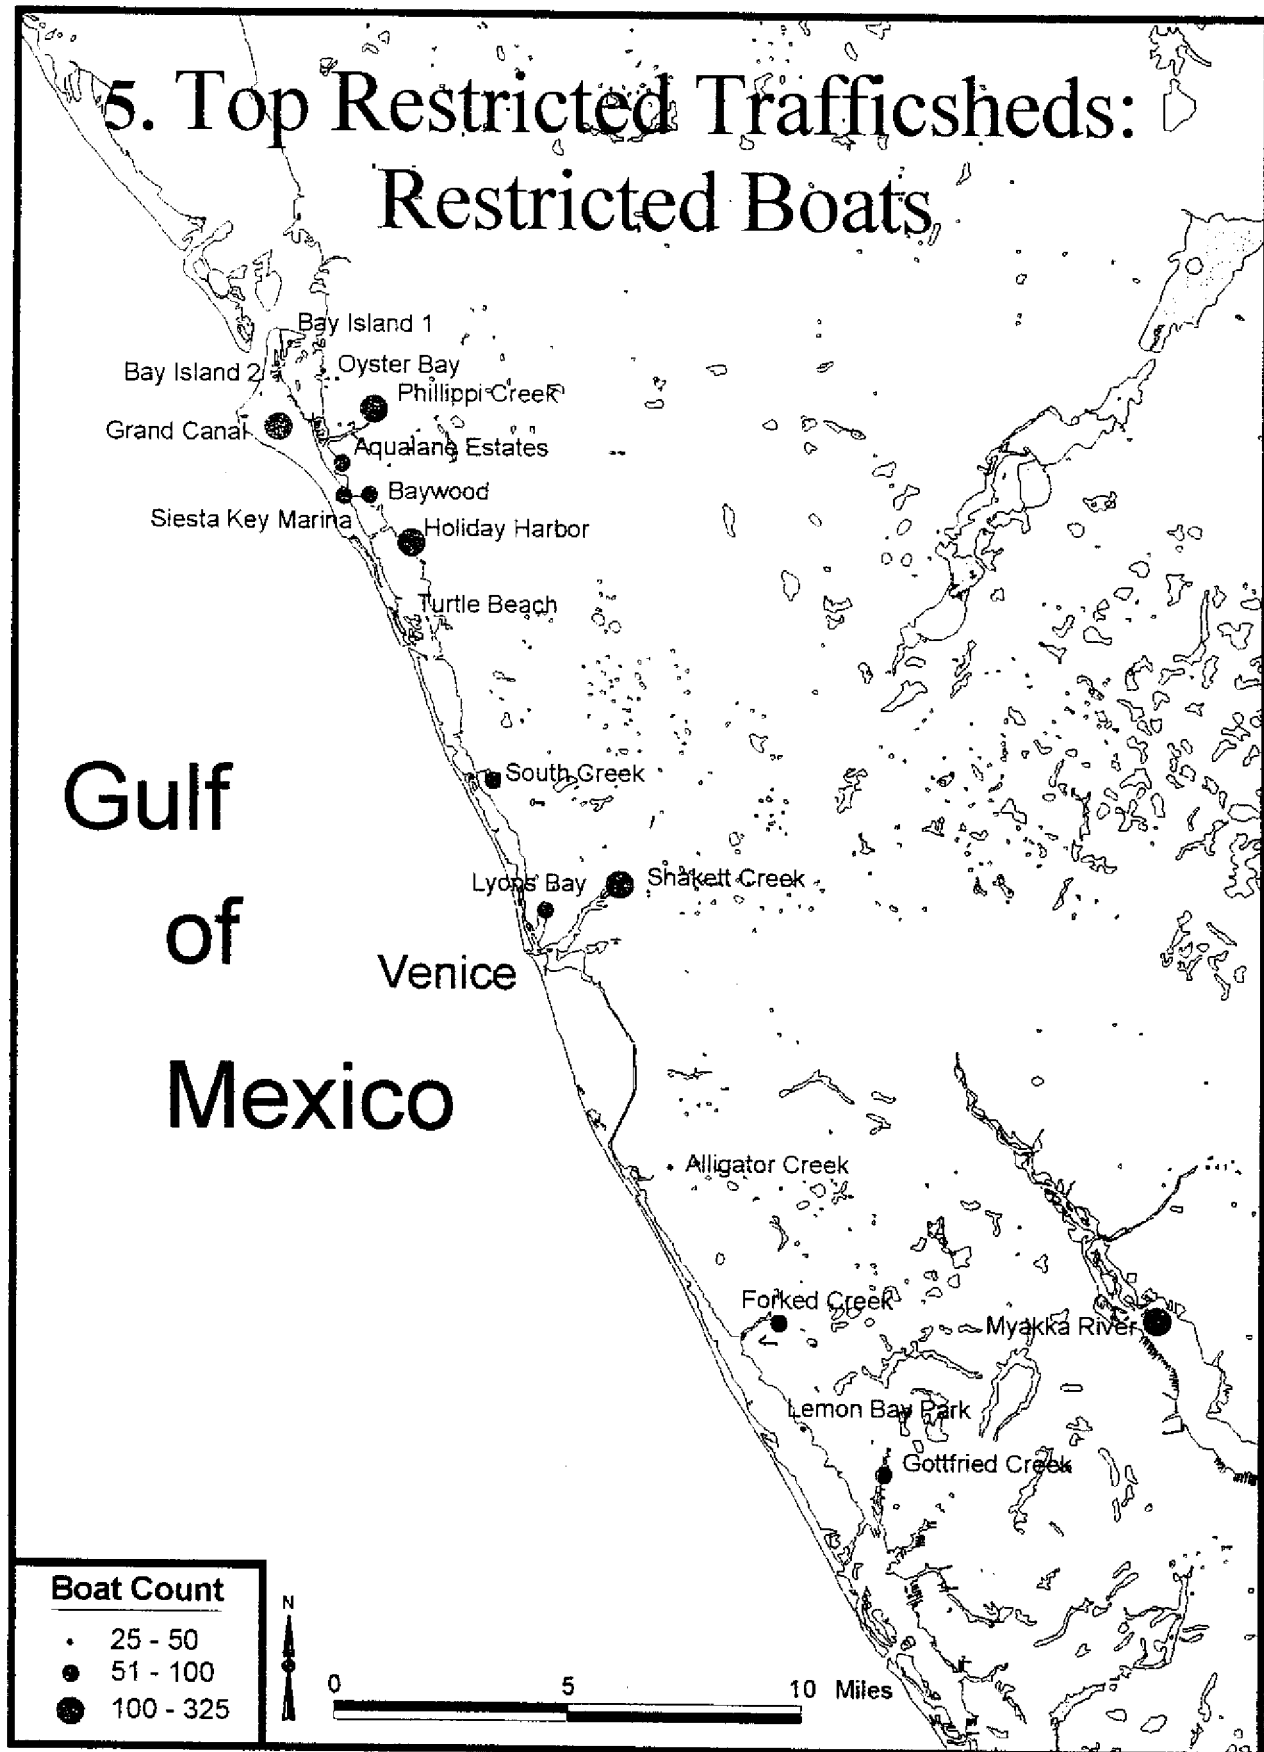 5. Top Restricted Trafficsheds:
Restricted Boats
Bay Island 1
Bay Island 2
Oyster Bay
Phillippi Creek
Grand Canal
Aqualane Estates
Baywood
Siesta Key Marina
Holiday Harbor
Turtle Beach
Gulf
of
Mexico
South Creek
Lyons Bay
Shakett Creek
Venice
Alligator Creek
Forked Creek
Myakka River
Lemon Bay Park
Gottfried Creek
Boat Count
25 - 50
51 - 100
100 - 325
N
0 5 10 Miles